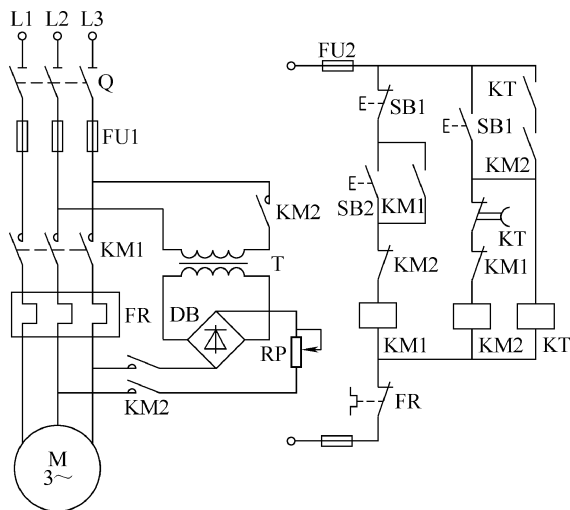 L1 L2 L3
Q
FU1
KM2
KM1
T
FR
DB
RP
KM2
M
3～
FU2
SB1
KT
SB1
SB2
KM1
KM2
KT
KM2
KM1
KM1
KM2
KT
FR